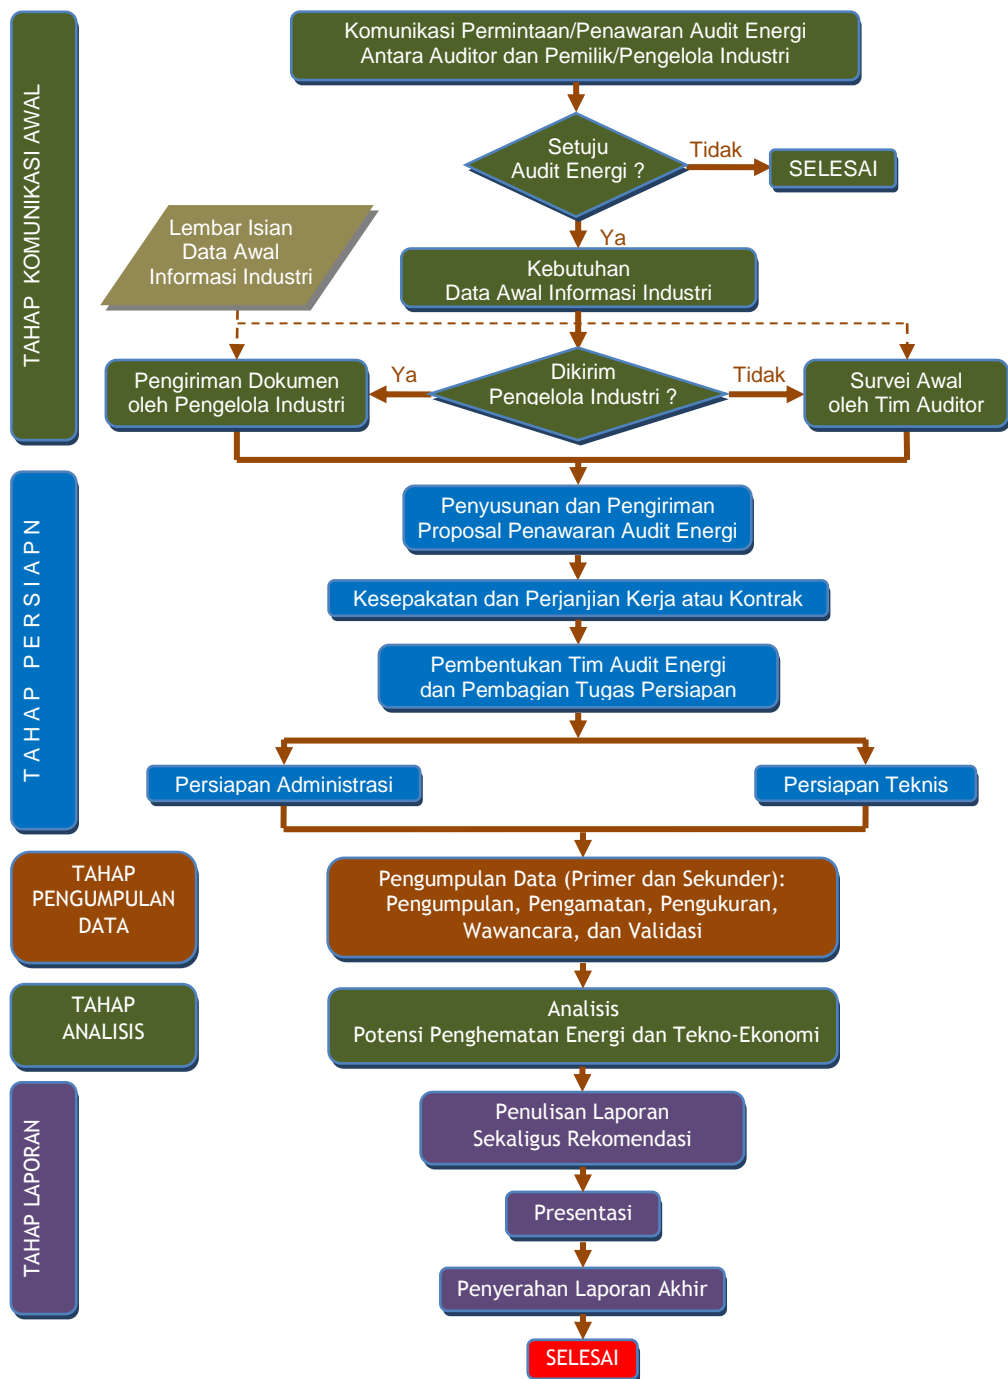 TAHAP KOMUNIKASI AWAL
Komunikasi Permintaan/Penawaran Audit Energi
Antara Auditor dan Pemilik/Pengelola Industri
Setuju
Audit Energi ?
Tidak
SELESAI
Ya
Lembar Isian
Data Awal
Informasi Industri
Kebutuhan
Data Awal Informasi Industri
Pengiriman Dokumen
oleh Pengelola Industri
Ya
Dikirim
Pengelola Industri ?
Tidak
Survei Awal
oleh Tim Auditor
TAHAP PERSIAPN
Penyusunan dan Pengiriman
Proposal Penawaran Audit Energi
Kesepakatan dan Perjanjian Kerja atau Kontrak
Pembentukan Tim Audit Energi
dan Pembagian Tugas Persiapan
Persiapan Administrasi
Persiapan Teknis
TAHAP
PENGUMPULAN
DATA
Pengumpulan Data (Primer dan Sekunder):
Pengumpulan, Pengamatan, Pengukuran,
Wawancara, dan Validasi
TAHAP
ANALISIS
Analisis
Potensi Penghematan Energi dan Tekno-Ekonomi
TAHAP LAPORAN
Penulisan Laporan
Sekaligus Rekomendasi
Presentasi
Penyerahan Laporan Akhir
SELESAI